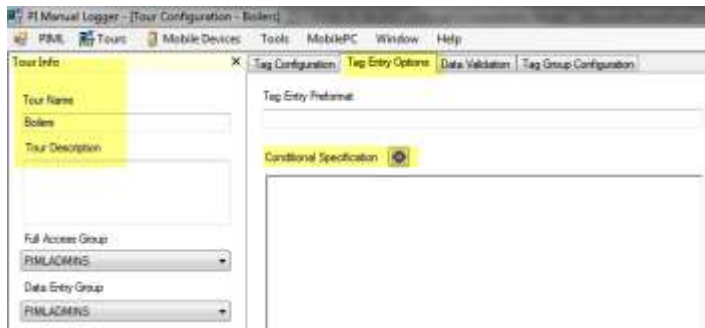 PI Manual Logger - [Tour Configuration - Boilers]
PIML Tours Mobile Devices Tools MobilePC Window Help
Tour Info X
Tag Configuration Tag Entry Options Data Validation Tag Group Configuration
Tour Name
Boilers
Tour Description
Full Access Group
PIMLADMINS
Data Entry Group
PIMLADMINS
Tag Entry Preformat
Conditional Specification